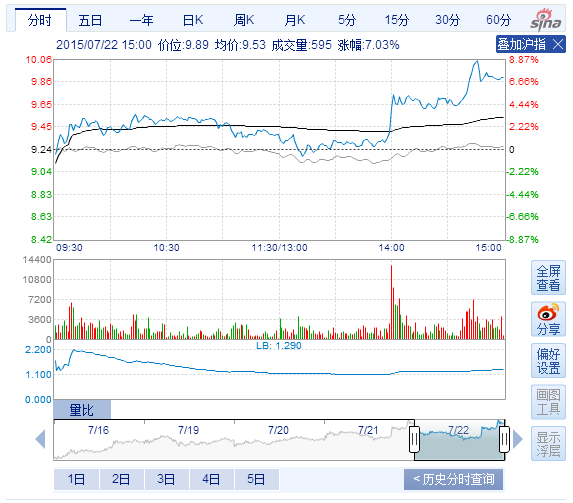 分时 五日 一年 日K 周K 月K 5分 15分 30分 60分
sina
2015/07/22 15:00 价位:9.89 均价:9.53 成交量:595 涨幅:7.03%
叠加沪指 ×
10.06 8.87%
9.86 6.66%
9.65 4.44%
9.45 2.22%
9.24 0
9.04 -2.22%
8.83 -4.44%
8.63 -6.66%
8.42 -8.87%
09:30 10:30 11:30/13:00 14:00 15:00
14400
10800
7200
3600
0
LB: 1.290
2.200
1.100
0.000
量比
7/16 7/19 7/20 7/21 7/22
1日 2日 3日 4日 5日 <历史分时查询
全屏
查看
分享
偏好
设置
画图
工具
显示
浮层